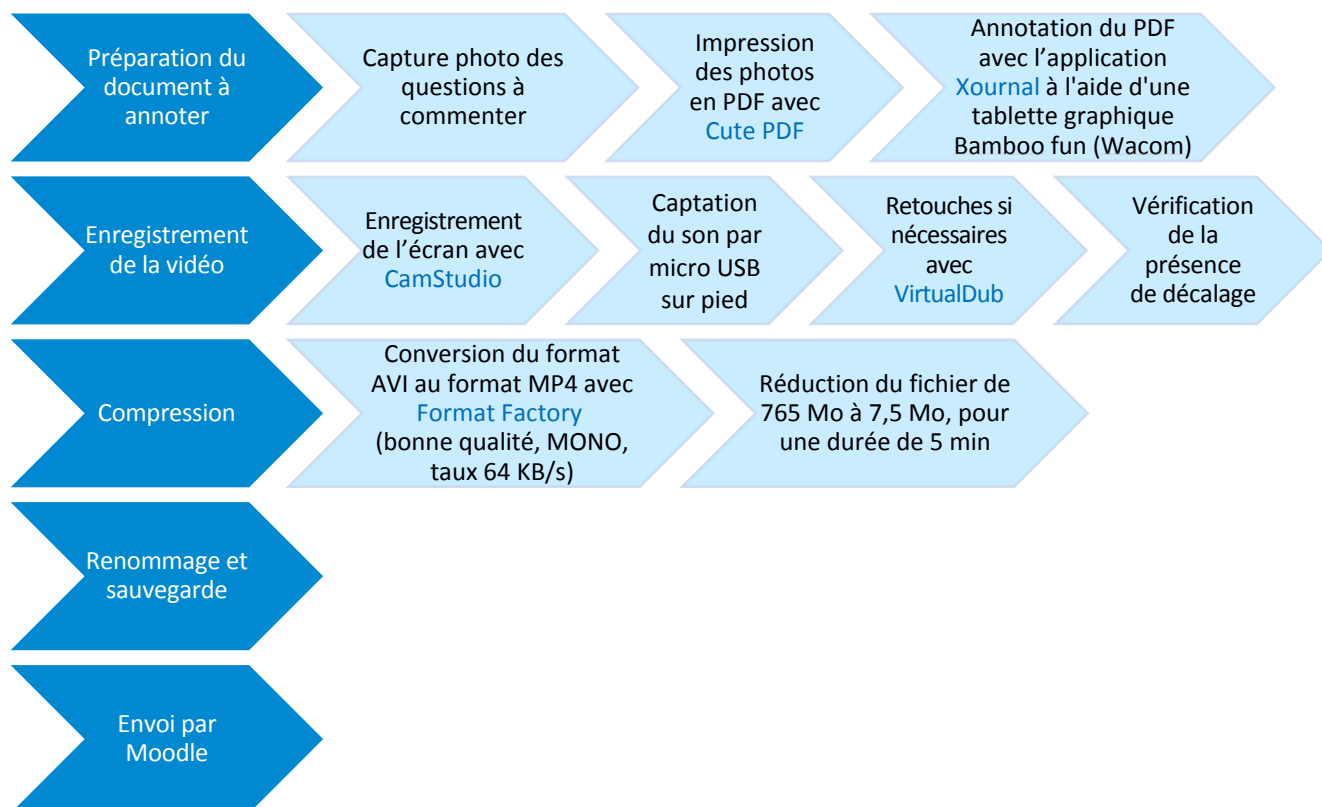 Préparation du
document à
annoter
Capture photo des
questions à
commenter
Impression
des photos
en PDF avec
Cute PDF
Annotation du PDF
avec l’application
Xournal à l'aide d'une
tablette graphique
Bamboo fun (Wacom)
Enregistrement
de la vidéo
Enregistrement
de l’écran avec
CamStudio
Captation
du son par
micro USB
sur pied
Retouches si
nécessaires
avec
VirtualDub
Vérification
de la
présence
de décalage
Compression
Conversion du format
AVI au format MP4 avec
Format Factory
(bonne qualité, MONO,
taux 64 KB/s)
Réduction du fichier de
765 Mo à 7,5 Mo, pour
une durée de 5 min
Renommage et
sauvegarde
Envoi par
Moodle